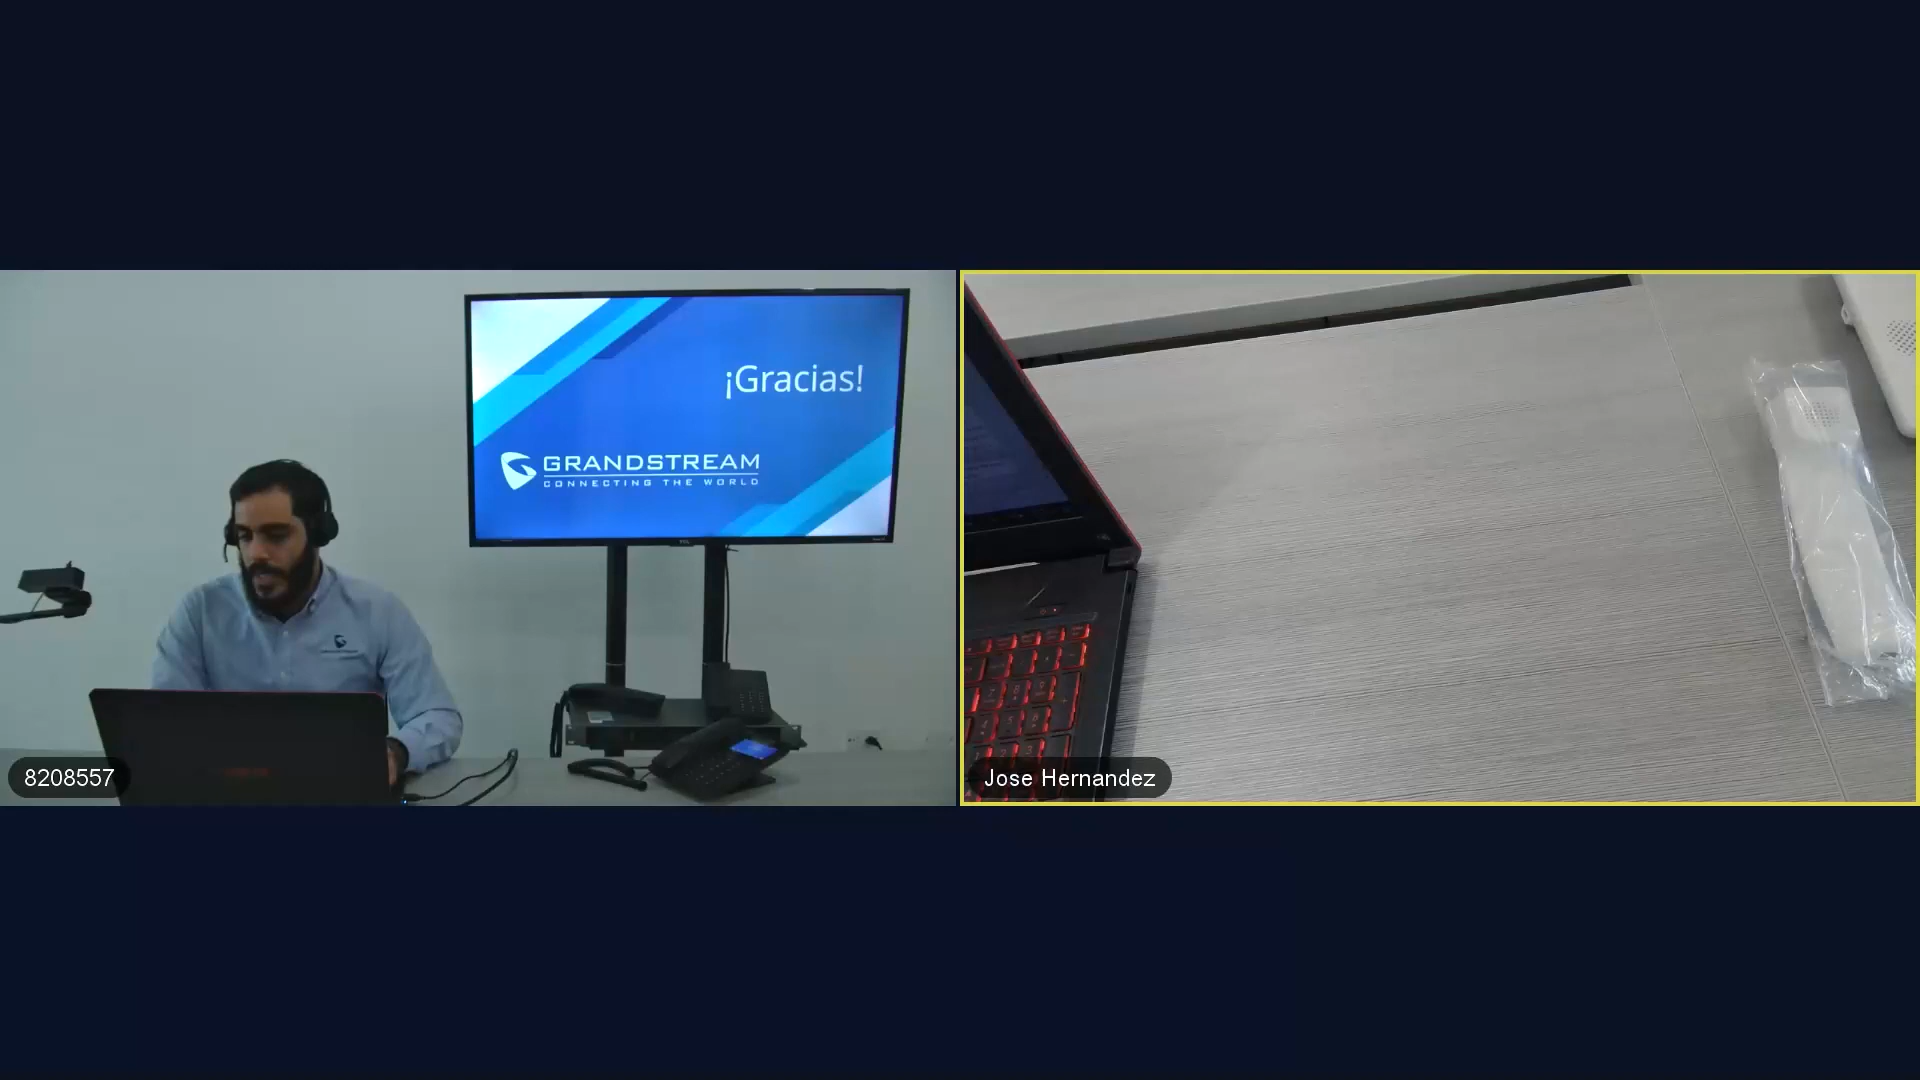 ¡Gracias!
GRANDSTREAM
CONNECTING THE WORLD
8208557
Jose Hernandez